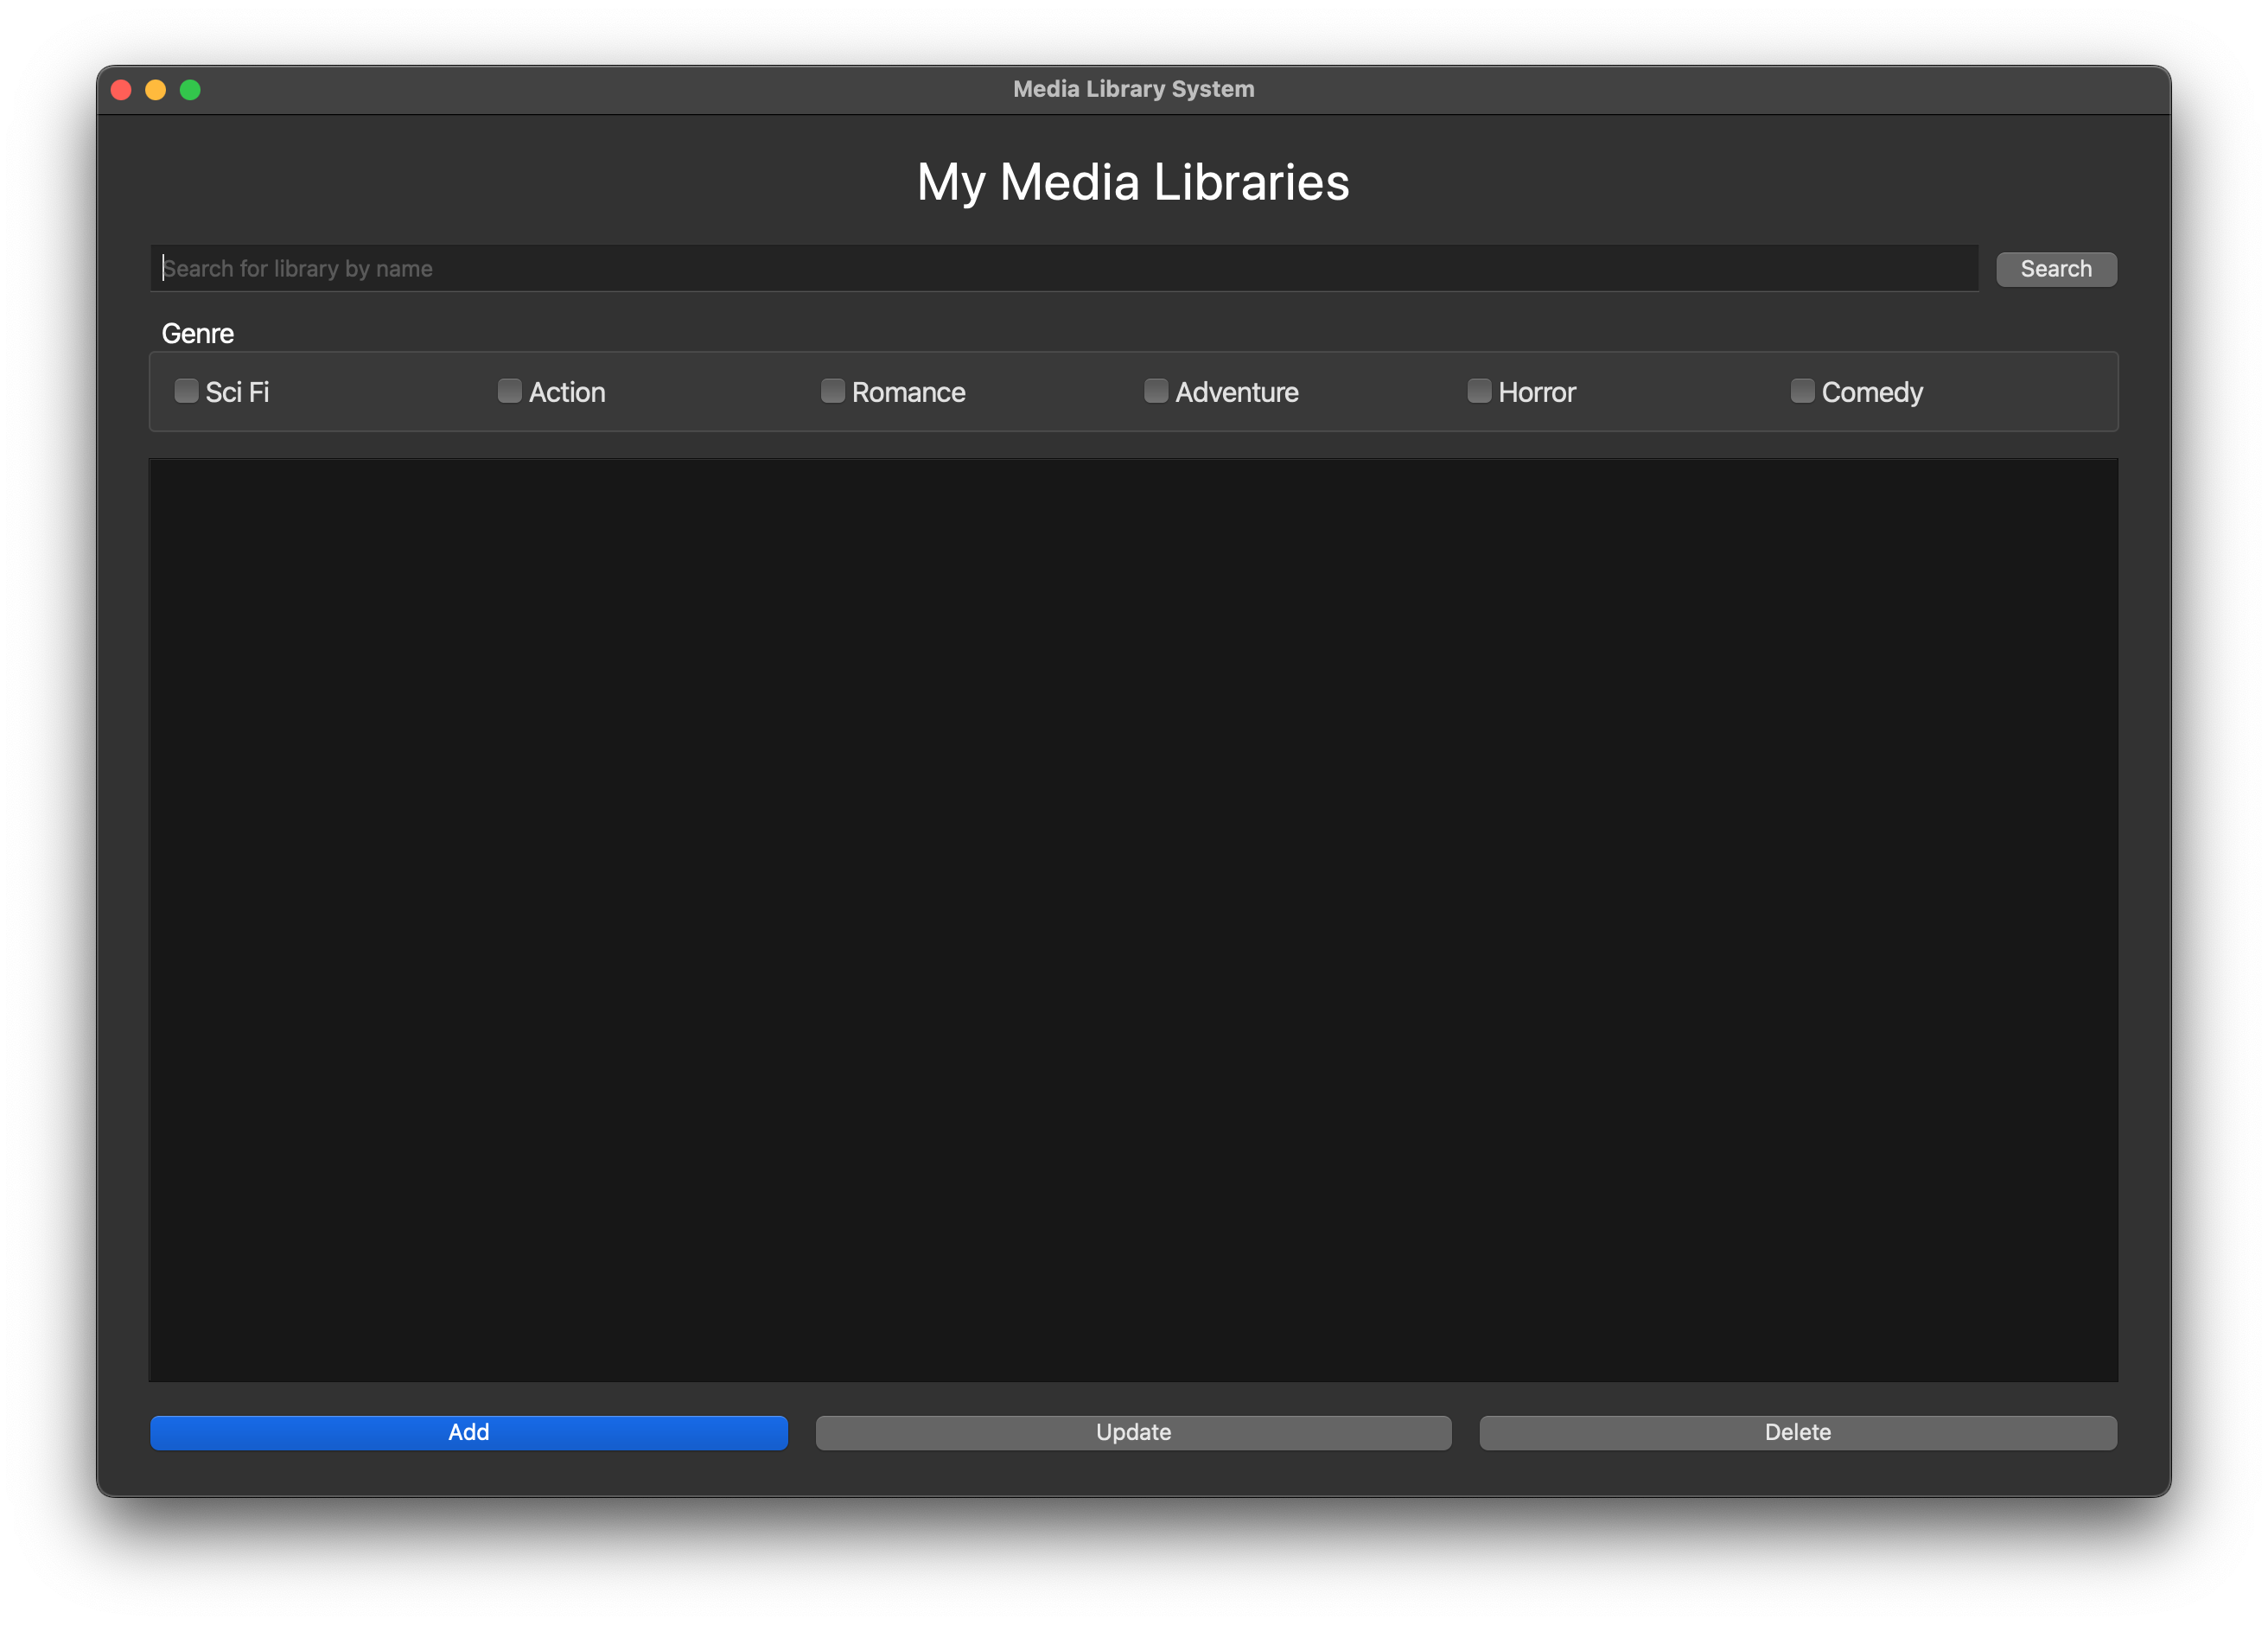 Media Library System
My Media Libraries
Search for library by name
Search
Genre
Sci Fi Action Romance Adventure Horror Comedy
Add Update Delete